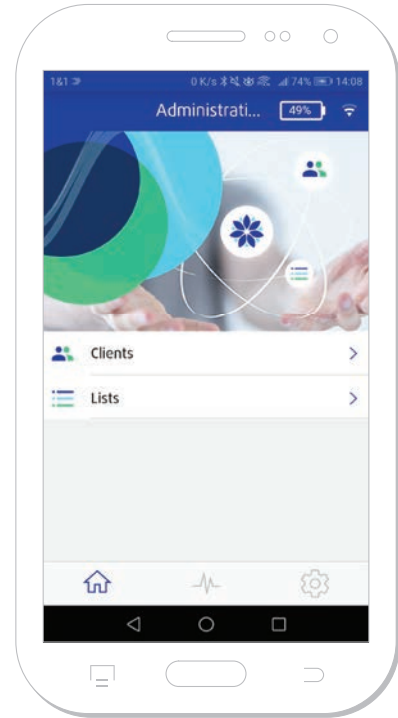 1&1 0 K/s 74% 14:08
Administrati... 49%
Clients
Lists